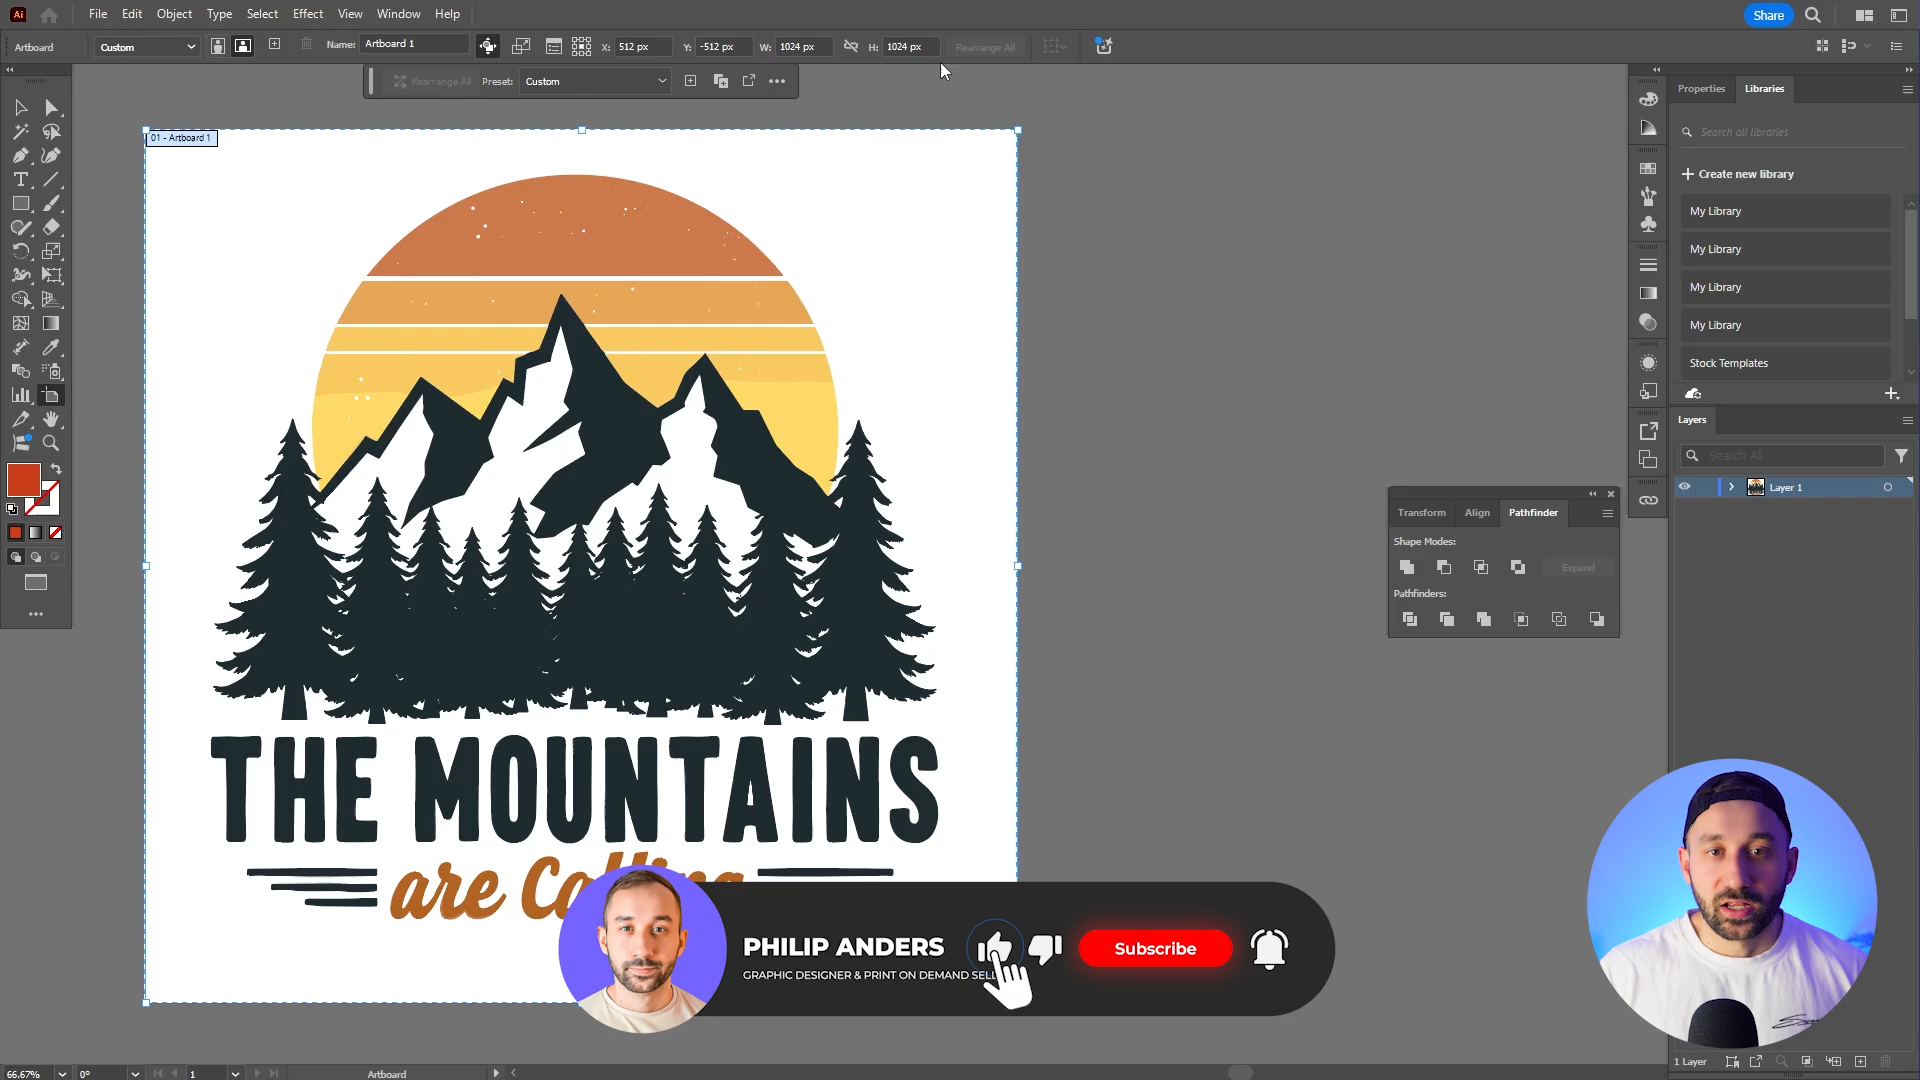 Ai File Edit Object Type Select Effect View Window Help Share
Artboard Custom Name: Artboard 1 X: 512 px Y: -512 px W: 1024 px H: 1024 px Rearrange All
Rearrange All Preset: Custom
Properties Libraries
01 - Artboard 1
Search all libraries
Create new library
My Library
My Library
My Library
My Library
Stock Templates
Layers
Search All
Layer 1
Transform Align Pathfinder
Shape Modes:
Expand
Pathfinders:
THE MOUNTAINS
are
PHILIP ANDERS
Subscribe
GRAPHIC DESIGNER & PRINT ON DEMAND
1 Layer
66.67% 0° 1 Artboard